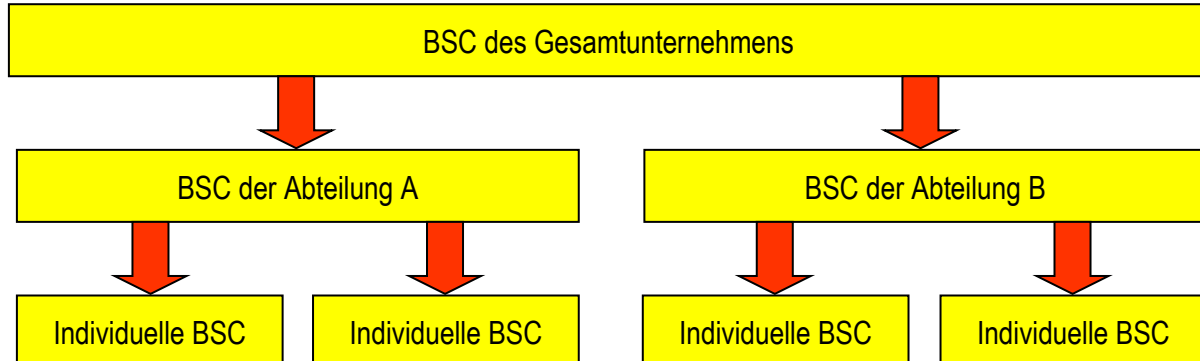 BSC des Gesamtunternehmens
BSC der Abteilung A
BSC der Abteilung B
Individuelle BSC
Individuelle BSC
Individuelle BSC
Individuelle BSC